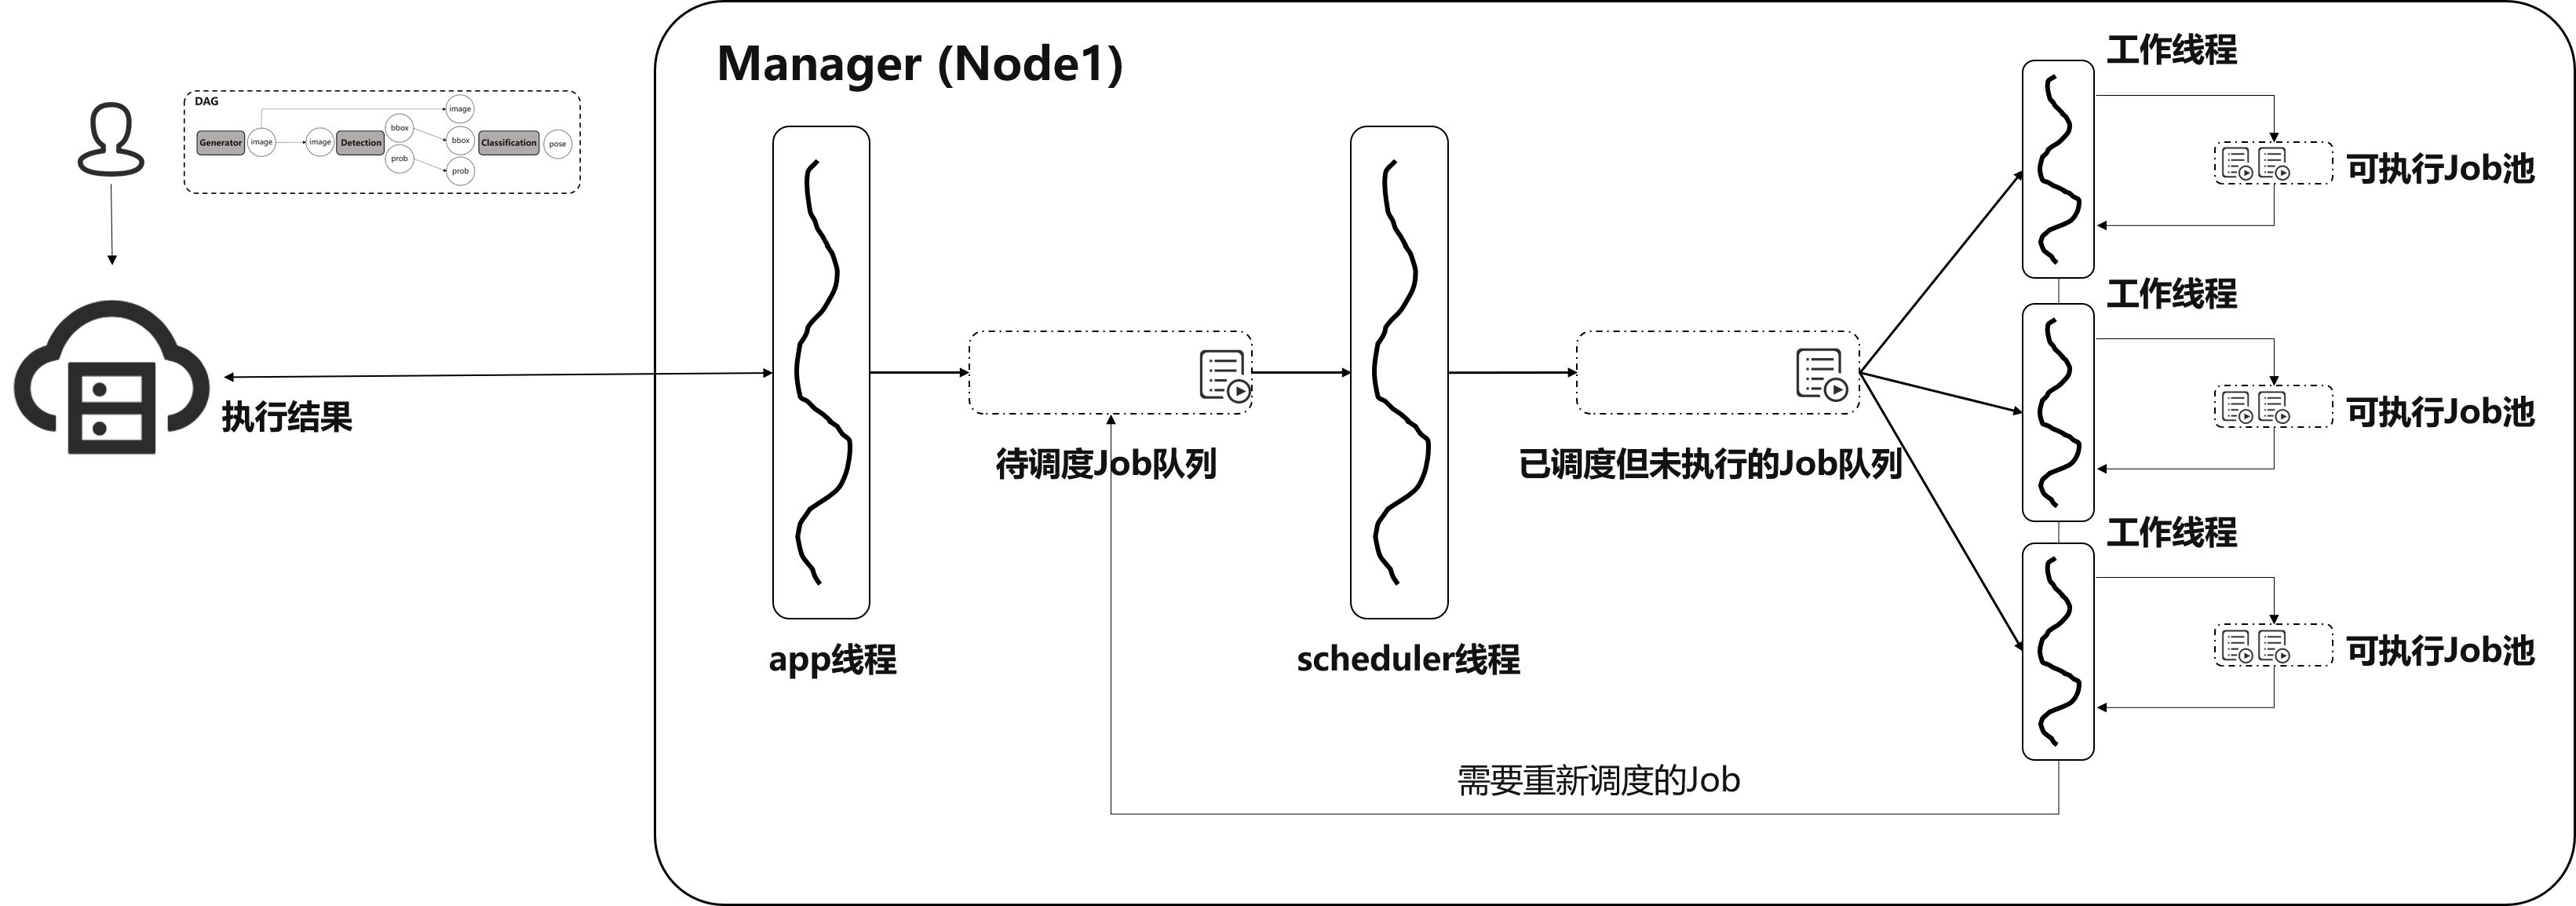 Manager (Node1)
DAG
Generator
image
image
Detection
bbox
prob
image
bbox
prob
Classification
pose
执行结果
app线程
待调度Job队列
scheduler线程
已调度但未执行的Job队列
工作线程
可执行Job池
工作线程
可执行Job池
工作线程
可执行Job池
需要重新调度的Job